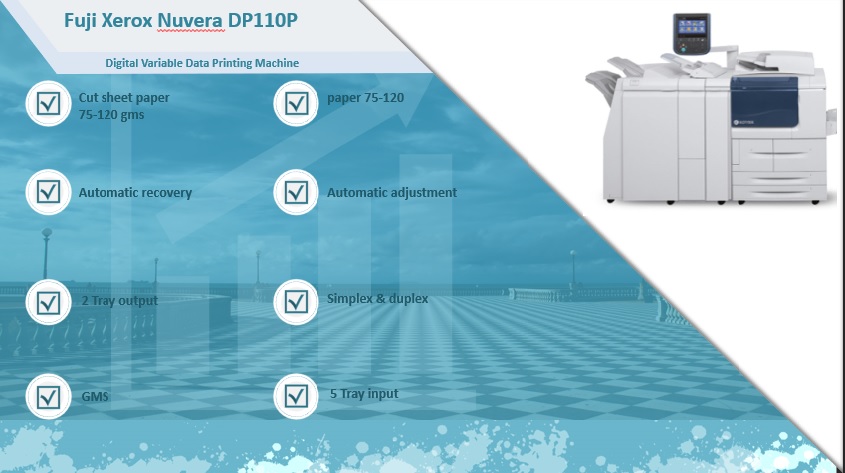 Fuji Xerox Nuvera DP110P
Digital Variable Data Printing Machine
Cut sheet paper
75-120 gms
paper 75-120
Automatic recovery
Automatic adjustment
2 Tray output
Simplex & duplex
GMS
5 Tray input